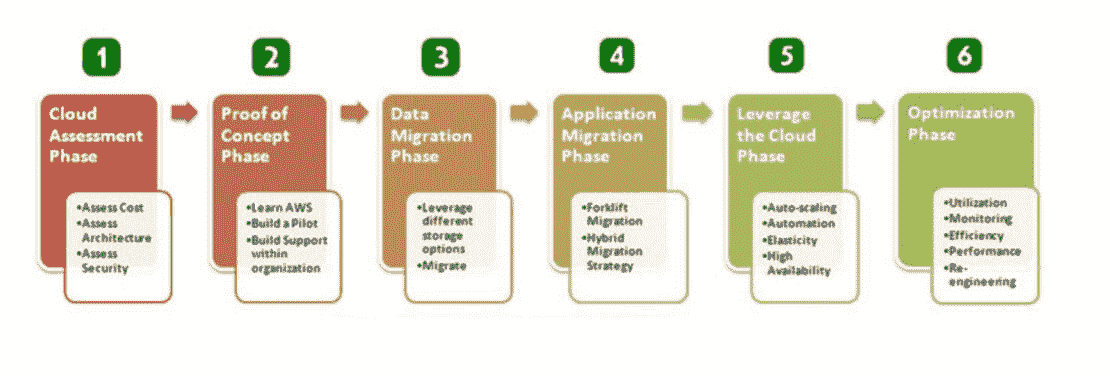 1
Cloud
Assessment
Phase
•Assess Cost
•Assess
Architecture
•Assess
Security
2
Proof of
Concept
Phase
•Learn AWS
•Build a Pilot
•Build Support
within
organization
3
Data
Migration
Phase
•Leverage
different
storage
options
•Migrate
4
Application
Migration
Phase
•Forklift
Migration
•Hybrid
Migration
Strategy
5
Leverage
the Cloud
Phase
•Auto-scaling
•Automation
•Elasticity
•High
Availability
6
Optimization
Phase
•Utilization
•Monitoring
•Efficiency
•Performance
•Re-
engineering